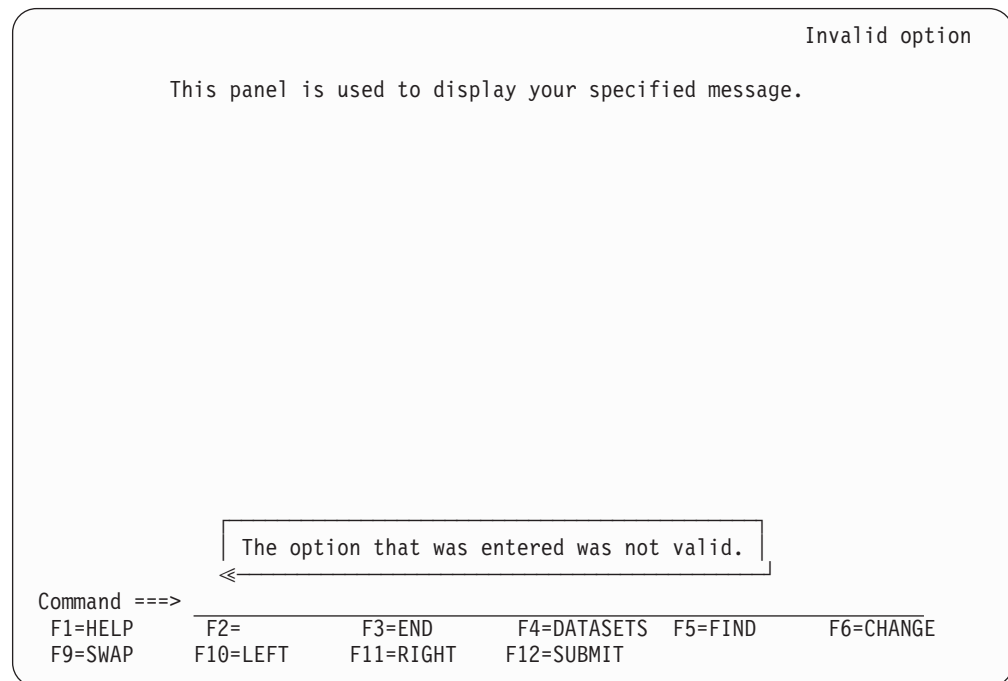 Invalid option
This panel is used to display your specified message.
The option that was entered was not valid.
Command ===>
F1=HELP F2= F3=END F4=DATASETS F5=FIND F6=CHANGE
F9=SWAP F10=LEFT F11=RIGHT F12=SUBMIT